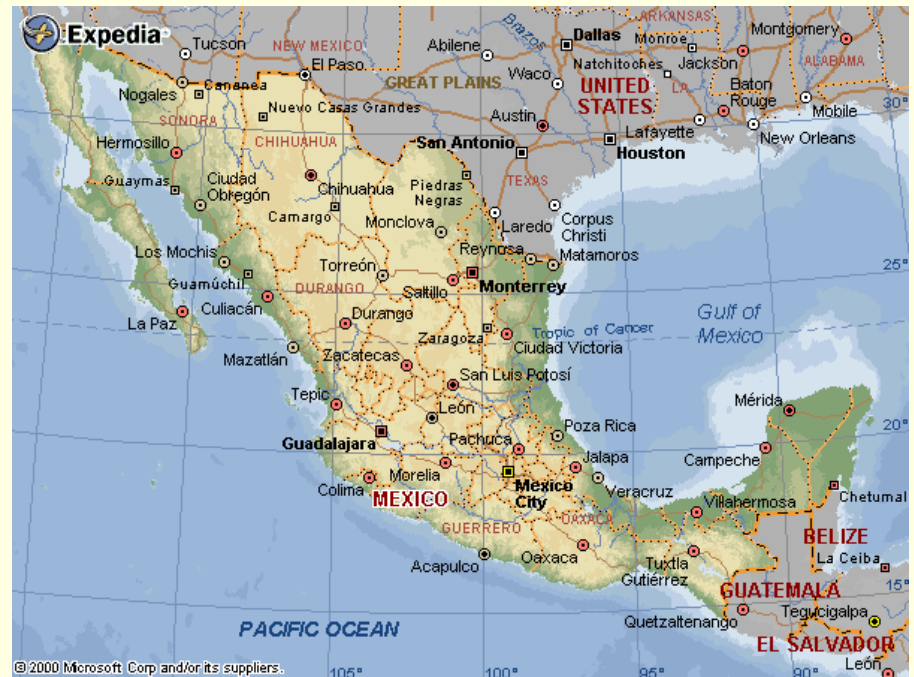 Expedia
Tucson
NEW MEXICO
El Paso
Abilene
Brazos
Dallas
ARKANSAS
Monroe
Montgomery
Nogales
Cananea
GREAT PLAINS
Waco
Natchitoches
Jackson
ALABAMA
UNITED
STATES
LA
Baton
Rouge
Mobile
30°
SONORA
Nuevo Casas Grandes
Austin
Lafayette
New Orleans
Hermosillo
CHIHUAHUA
San Antonio
Houston
Guaymas
Ciudad
Obregón
Chihuahua
Piedras
Negras
TEXAS
Camargo
Monclova
Laredo
Corpus
Christi
Los Mochis
Torreón
Reynosa
Matamoros
25°
Guamúchil
DURANGO
Saltillo
Monterrey
Culiacán
Durango
Gulf of
Mexico
La Paz
Zaragoza
Tropic of Cancer
Ciudad Victoria
Mazatlán
Zacatecas
San Luis Potosí
Tepic
León
Mérida
Poza Rica
20°
Guadalajara
Pachuca
Campeche
Jalapa
Colima
Morelia
Mexico
City
MEXICO
Veracruz
Villahermosa
Chetumal
GUERRERO
OAXACA
BELIZE
La Ceiba
Acapulco
Oaxaca
Tuxtla
Gutiérrez
15°
GUATEMALA
Quetzaltenango
Tegucigalpa
PACIFIC OCEAN
EL SALVADOR
León
© 2000 Microsoft Corp and/or its suppliers.
105°
100°
95°
90°